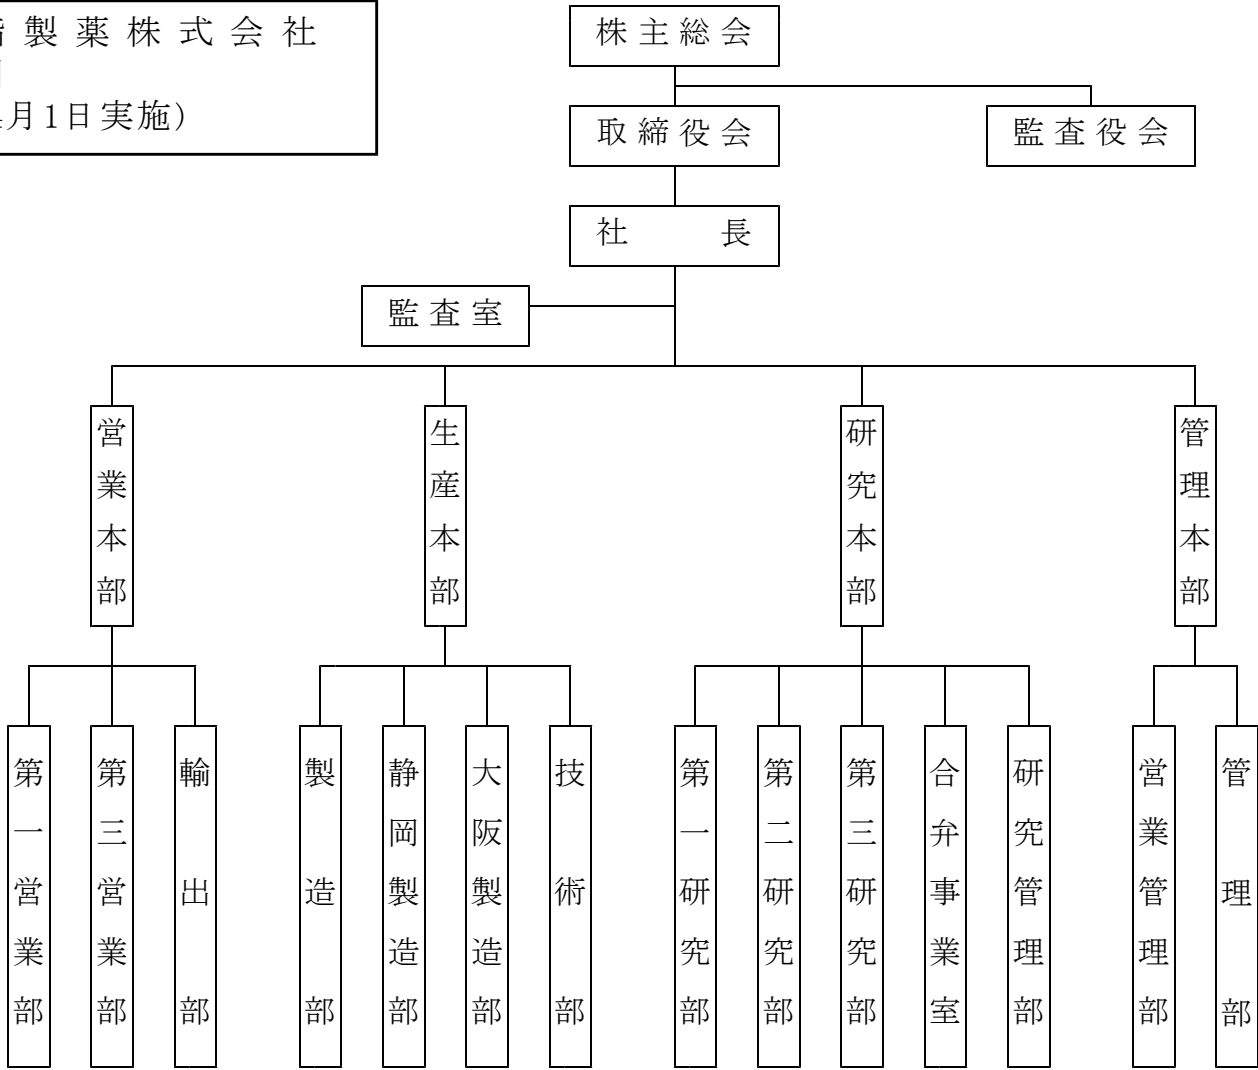 製薬株式会社
月1日実施)
株主総会
取締役会
監査役会
社長
監査室
営業本部
生産本部
研究本部
管理本部
第一営業部
第三営業部
輸出部
製造部
静岡製造部
大阪製造部
技術部
第一研究部
第二研究部
第三研究部
合弁事業室
研究管理部
営業管理部
管理部